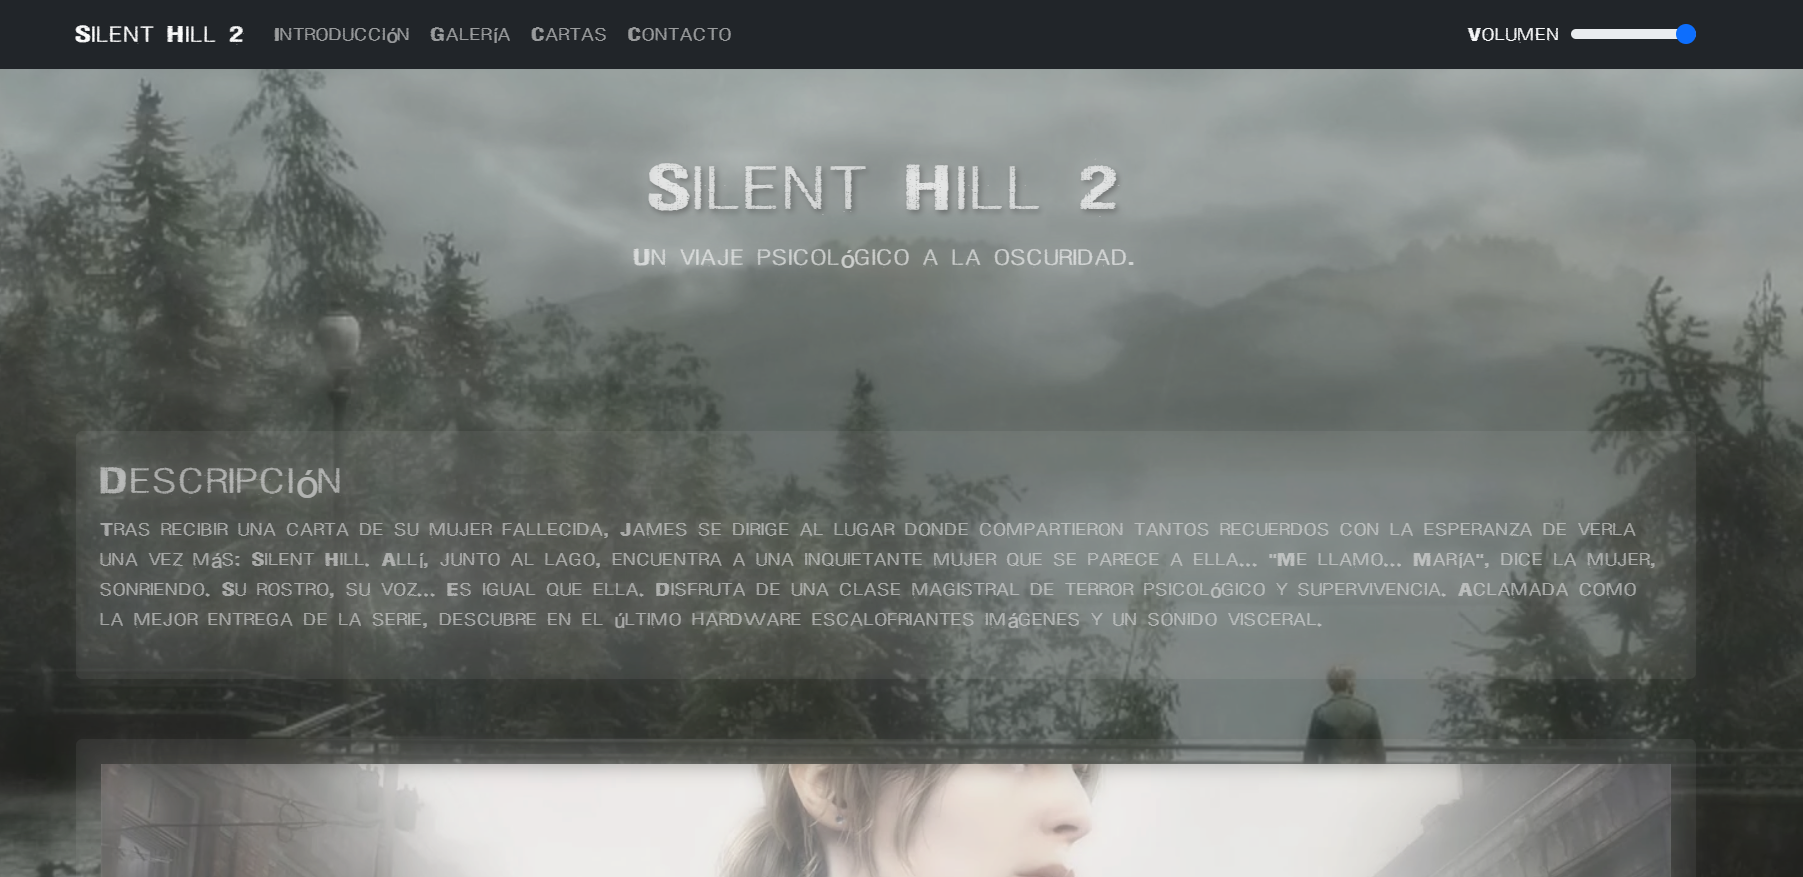 Silent Hill 2 Introducción Galería Cartas Contacto Volumen
Silent Hill 2
Un viaje psicológico a la oscuridad.
Descripción
Tras recibir una carta de su mujer fallecida, James se dirige al lugar donde compartieron tantos recuerdos con la esperanza de verla
una vez más: Silent Hill. Allí, junto al lago, encuentra a una inquietante mujer que se parece a ella... "Me llamo... María", dice la mujer,
sonriendo. Su rostro, su voz... Es igual que ella. Disfruta de una clase magistral de terror psicológico y supervivencia. Aclamada como
la mejor entrega de la serie, descubre en el último hardware escalofriantes imágenes y un sonido visceral.